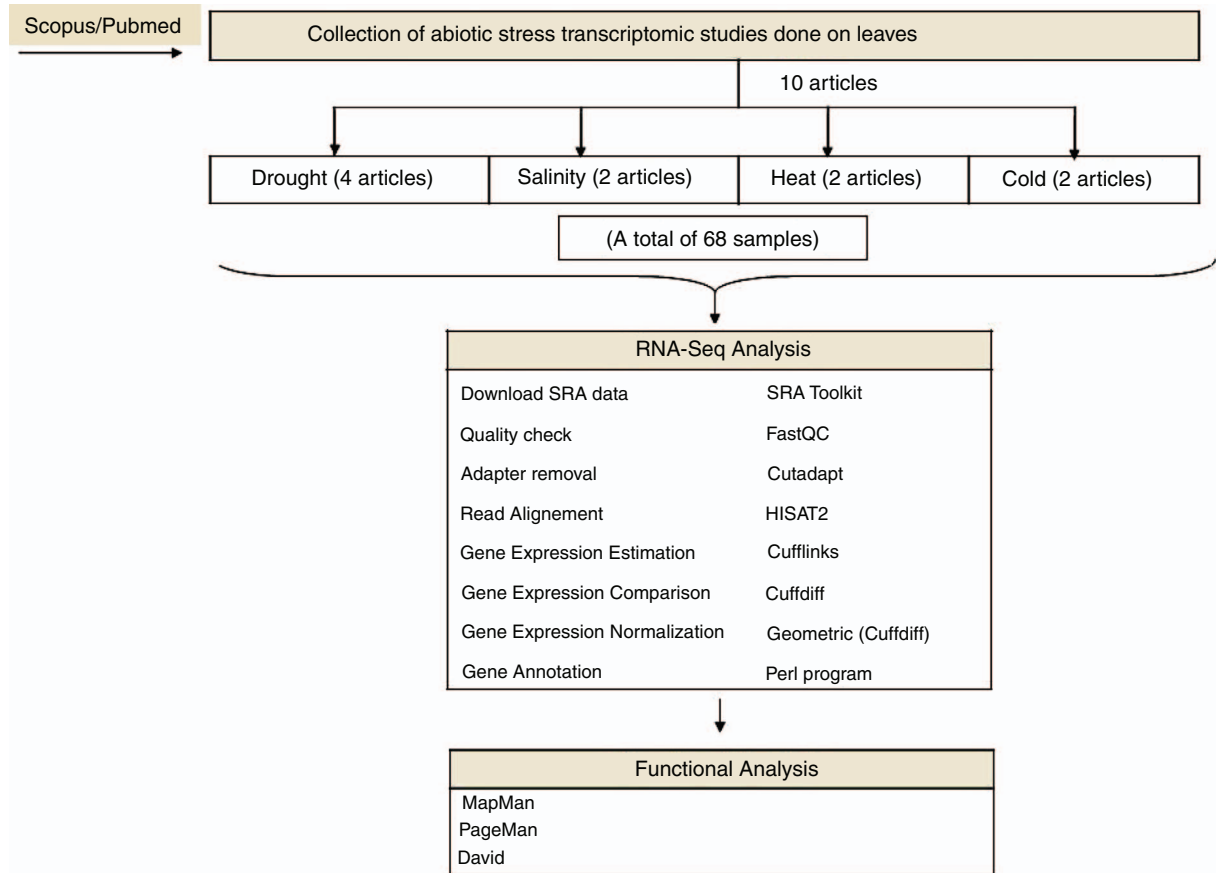 Scopus/Pubmed
Collection of abiotic stress transcriptomic studies done on leaves
10 articles
Drought (4 articles)
Salinity (2 articles)
Heat (2 articles)
Cold (2 articles)
(A total of 68 samples)
RNA-Seq Analysis
Download SRA data SRA Toolkit
Quality check FastQC
Adapter removal Cutadapt
Read Alignement HISAT2
Gene Expression Estimation Cufflinks
Gene Expression Comparison Cuffdiff
Gene Expression Normalization Geometric (Cuffdiff)
Gene Annotation Perl program
Functional Analysis
MapMan
PageMan
David